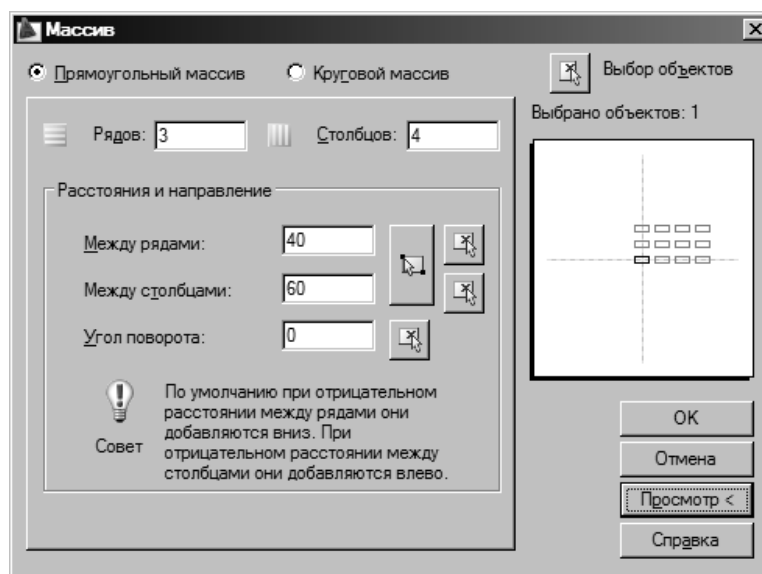 Массив
Прямоугольный массив
Круговой массив
Выбор объектов
Выбрано объектов: 1
Рядов: 3
Столбцов: 4
Расстояния и направление
Между рядами: 40
Между столбцами: 60
Угол поворота: 0
Совет
По умолчанию при отрицательном
расстоянии между рядами они
добавляются вниз. При
отрицательном расстоянии между
столбцами они добавляются влево.
OK
Отмена
Просмотр <
Справка